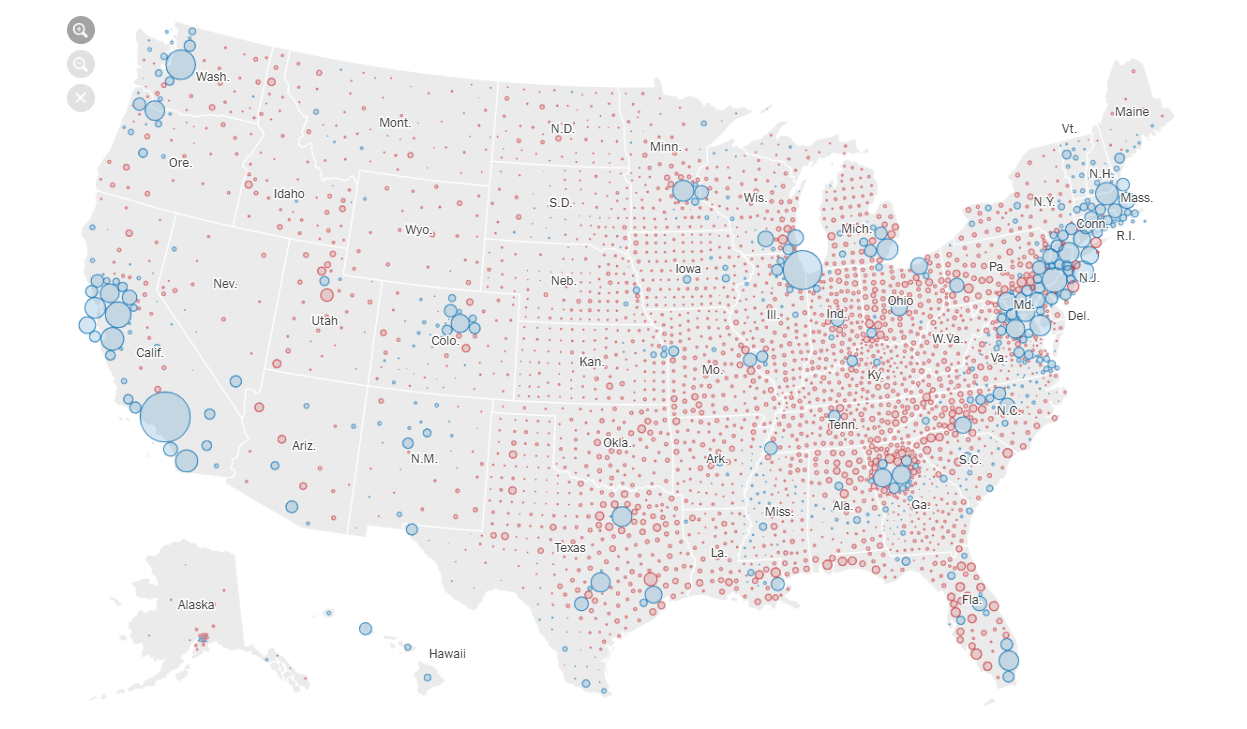 Wash.
Maine
Mont.
N.D.
Vt.
Minn.
Ore.
N.H.
Idaho
S.D.
Wis.
N.Y.
Mass.
Wyo.
Mich.
Conn.
R.I.
Iowa
Pa.
Nev.
Neb.
N.J.
Ohio
Md.
Utah
Ill.
Ind.
Del.
Colo.
W.Va.
Calif.
Kan.
Mo.
Va.
Ky.
N.C.
Tenn.
Ariz.
Okla.
N.M.
Ark.
S.C.
Miss.
Ala.
Ga.
Texas
La.
Alaska
Fla.
Hawaii